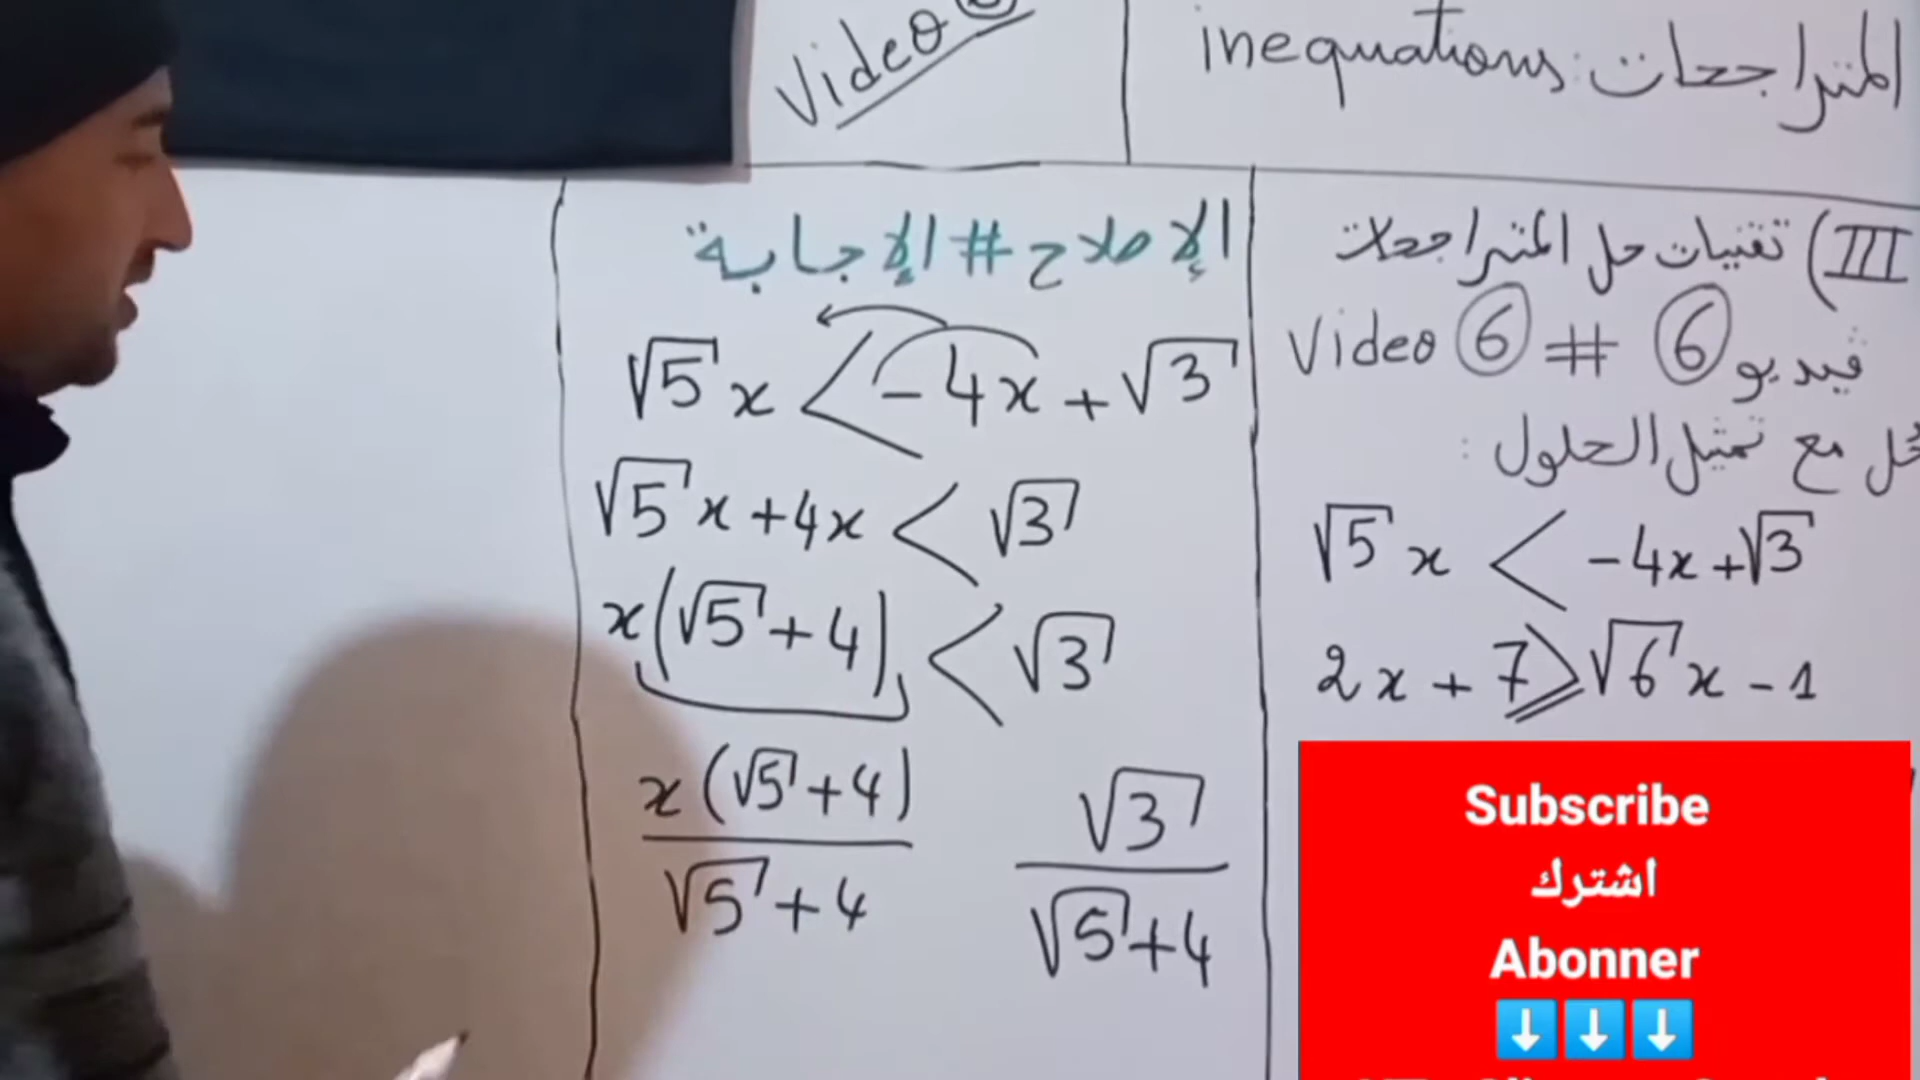 inequations: المتراجحات
Video
III) تقنيات حل المتراجحات
Video 6 # 6 فيديو
حل مع تمثيل الحلول :
√5 x < -4x + √3
2x + 7 ⩾ √6 x - 1
الإصلاح # الإجابة
√5 x < -4x + √3
√5 x + 4x < √3
x(√5 + 4) < √3
x(√5 + 4) √3
√5 + 4 √5 + 4
Subscribe
اشترك
Abonner
⬇⬇⬇